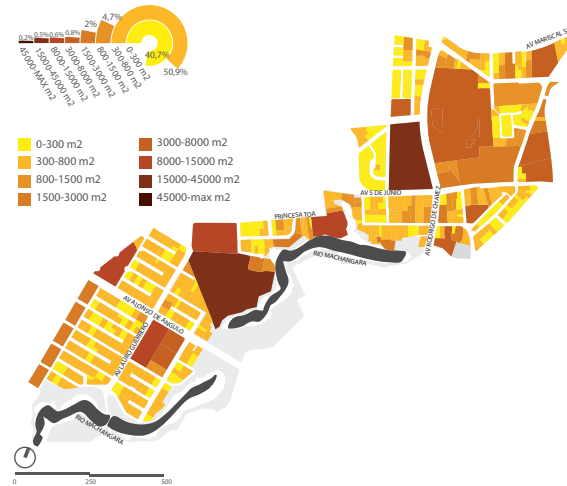 0,2%
0,5%
0,6%
0,8%
2%
4,7%
40,7%
50,9%
45000-MAX m2
15000-45000 m2
8000-15000 m2
3000-8000 m2
1500-3000 m2
800-1500 m2
300-800 m2
0-300 m2
0-300 m2
300-800 m2
800-1500 m2
1500-3000 m2
3000-8000 m2
8000-15000 m2
15000-45000 m2
45000-max m2
AV MARISCAL S
AV 5 DE JUNIO
AV RODRIGO DE CHAVEZ
PRINCESA TOA
RIO MACHANGARA
AV ALONSO DE ANGULO
AV LAURO GUERRERO
RIO MACHANGARA
0
250
500